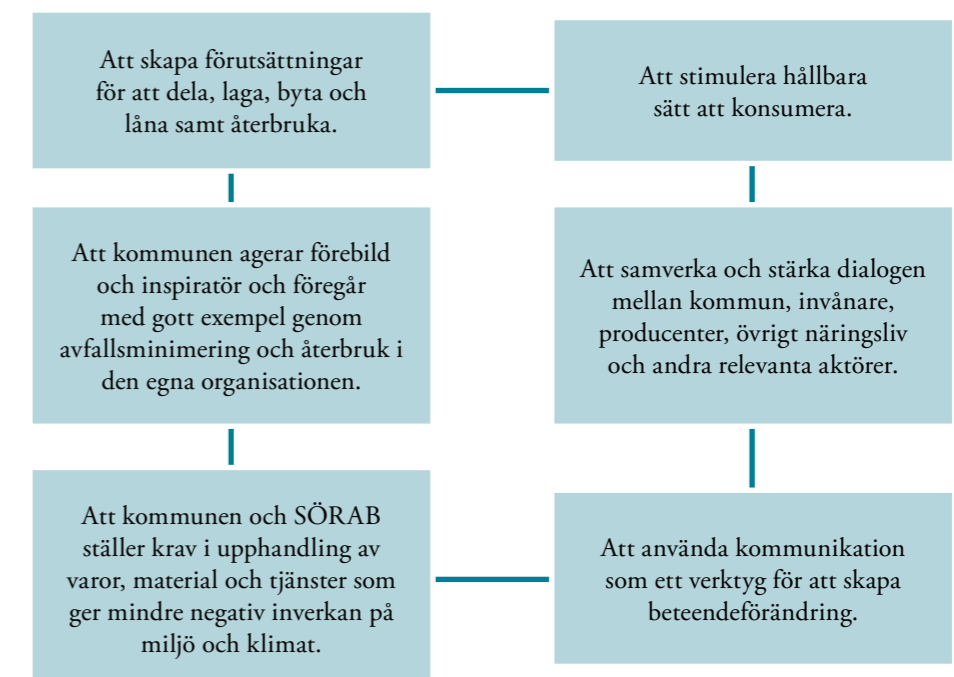 Att skapa förutsättningar
för att dela, laga, byta och
låna samt återbruka.
Att stimulera hållbara
sätt att konsumera.
Att kommunen agerar förebild
och inspiratör och föregår
med gott exempel genom
avfallsminimering och återbruk i
den egna organisationen.
Att samverka och stärka dialogen
mellan kommun, invånare,
producenter, övrigt näringsliv
och andra relevanta aktörer.
Att kommunen och SÖRAB
ställer krav i upphandling av
varor, material och tjänster som
ger mindre negativ inverkan på
miljö och klimat.
Att använda kommunikation
som ett verktyg för att skapa
beteendeförändring.